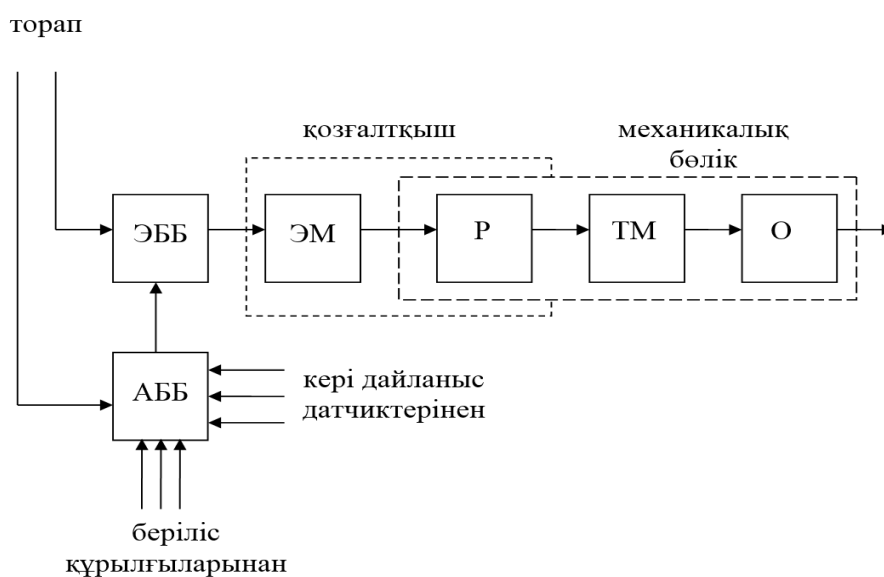 торап
қозғалтқыш
механикалық
бөлік
ЭББ
ЭМ
Р
ТМ
О
АББ
кері дайланыс
датчиктерінен
беріліс
құрылғыларынан